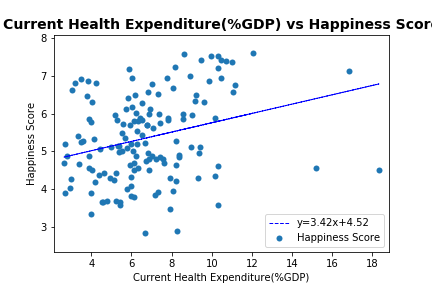 Current Health Expenditure(%GDP) vs Happiness Scor
8
7
6
5
4
3
Happiness Score
y=3.42x+4.52
Happiness Score
4 6 8 10 12 14 16 18
Current Health Expenditure(%GDP)